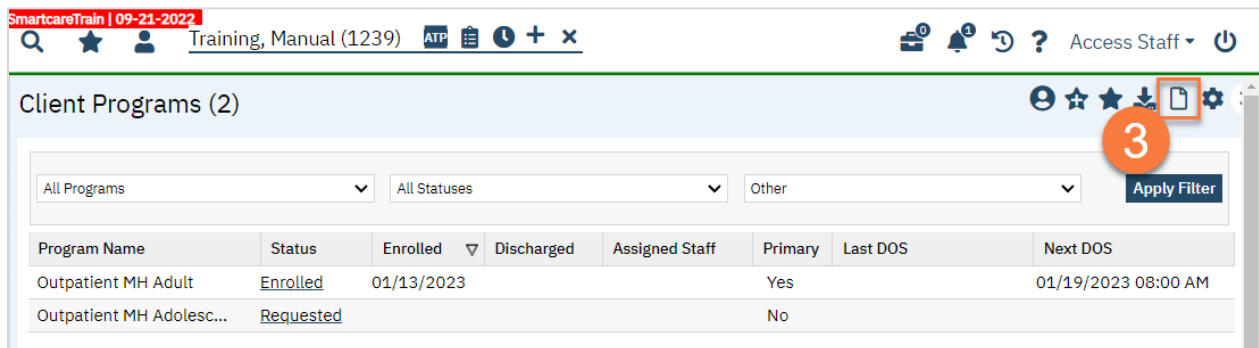 SmartcareTrain | 09-21-2022
Training, Manual (1239) ATP 0 1 ? Access Staff
Client Programs (2)
3
All Programs All Statuses Other Apply Filter
Program Name Status Enrolled Discharged Assigned Staff Primary Last DOS Next DOS
Outpatient MH Adult Enrolled 01/13/2023 Yes 01/19/2023 08:00 AM
Outpatient MH Adolesc... Requested No